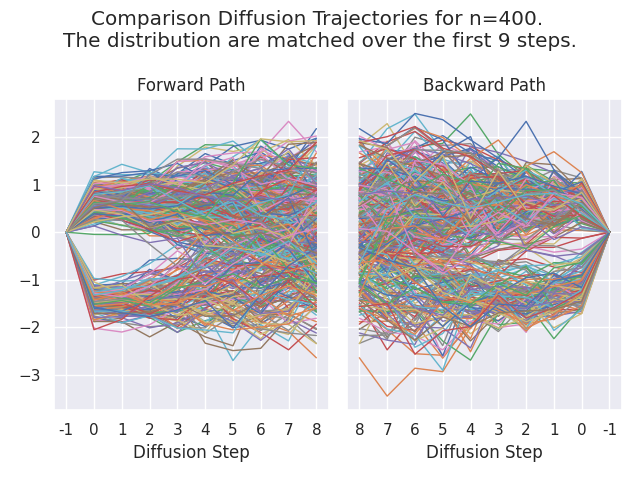 Comparison Diffusion Trajectories for n=400.
The distribution are matched over the first 9 steps.
Forward Path
Backward Path
2
1
0
−1
−2
−3
-1 0 1 2 3 4 5 6 7 8
8 7 6 5 4 3 2 1 0 -1
Diffusion Step
Diffusion Step